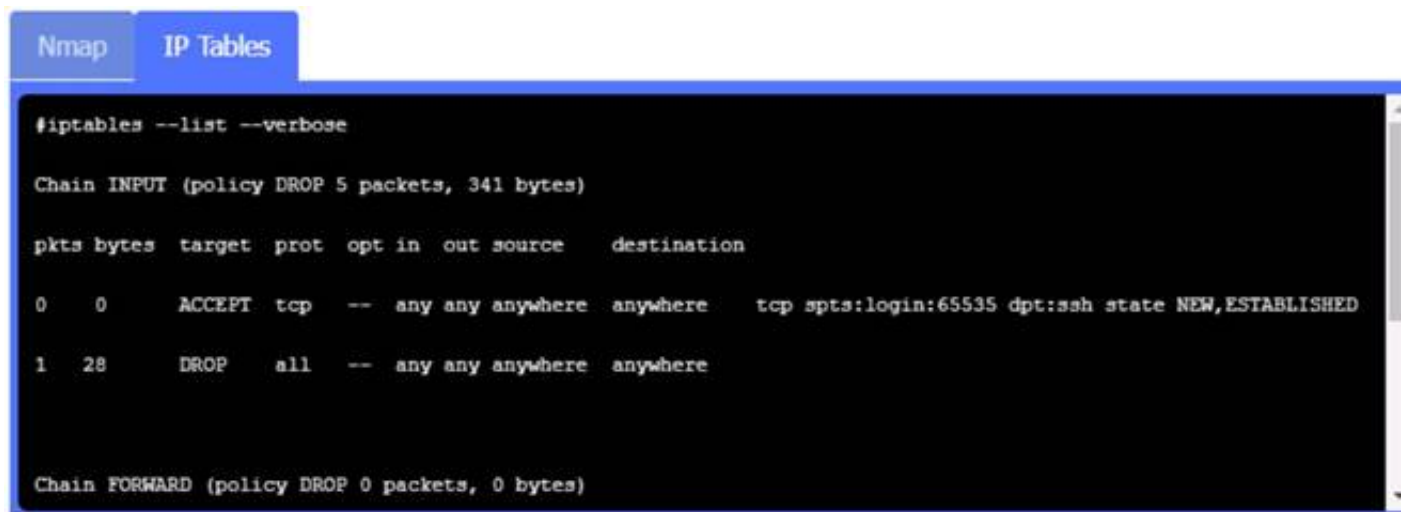 Nmap IP Tables
#iptables --list --verbose
Chain INPUT (policy DROP 5 packets, 341 bytes)
pkts bytes target prot opt in out source destination
0 0 ACCEPT tcp -- any any anywhere anywhere tcp spts:login:65535 dpt:ssh state NEW,ESTABLISHED
1 28 DROP all -- any any anywhere anywhere
Chain FORWARD (policy DROP 0 packets, 0 bytes)